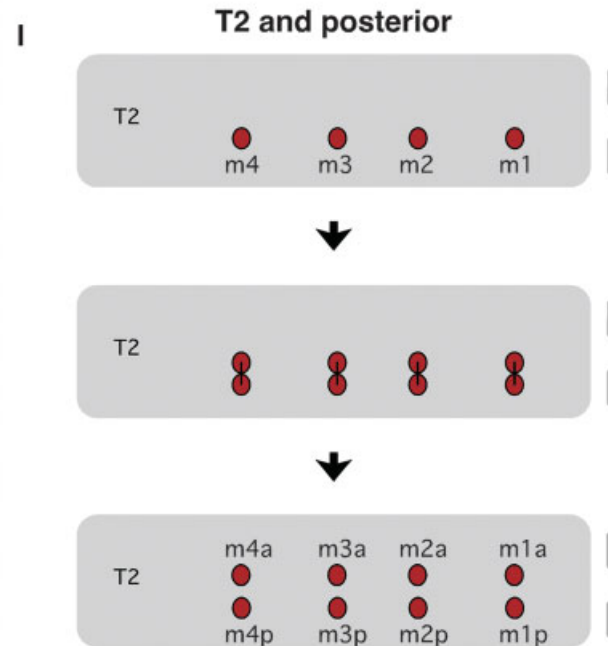 I
T2 and posterior
T2
m4 m3 m2 m1
T2
m4a m3a m2a m1a
T2
m4p m3p m2p m1p